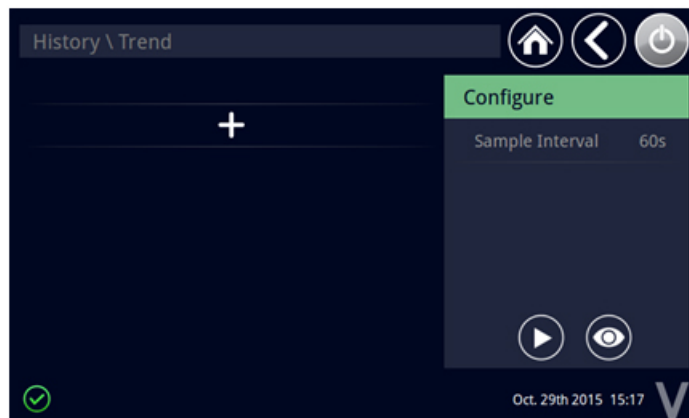 History \ Trend
Configure
Sample Interval 60s
Oct. 29th 2015 15:17
V